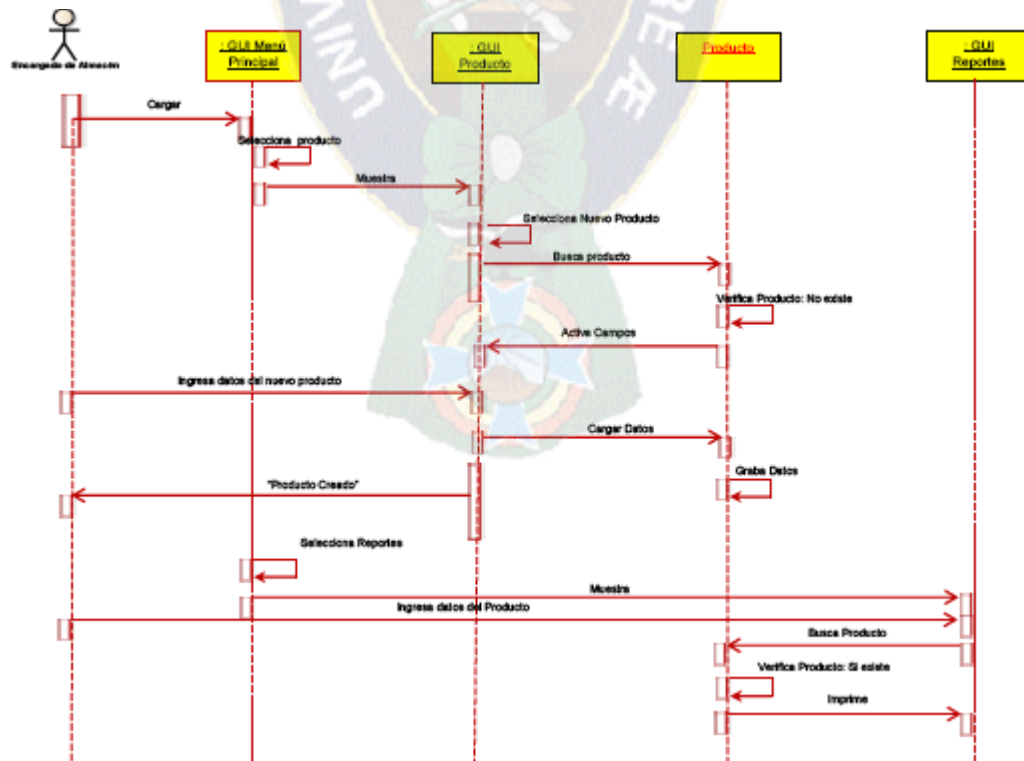 : GUI Menú
Principal
: GUI
Producto
Producto
: GUI
Reportes
Encargado de Almacén
Cargar
Selecciona producto
Muestra
Selecciona Nuevo Producto
Busca producto
Verifica Producto: No existe
Activa Campos
Ingresa datos del nuevo producto
Cargar Datos
Graba Datos
"Producto Creado"
Selecciona Reportes
Muestra
Ingresa datos del Producto
Busca Producto
Verifica Producto: Si existe
Imprime
UNIV
RE Æ